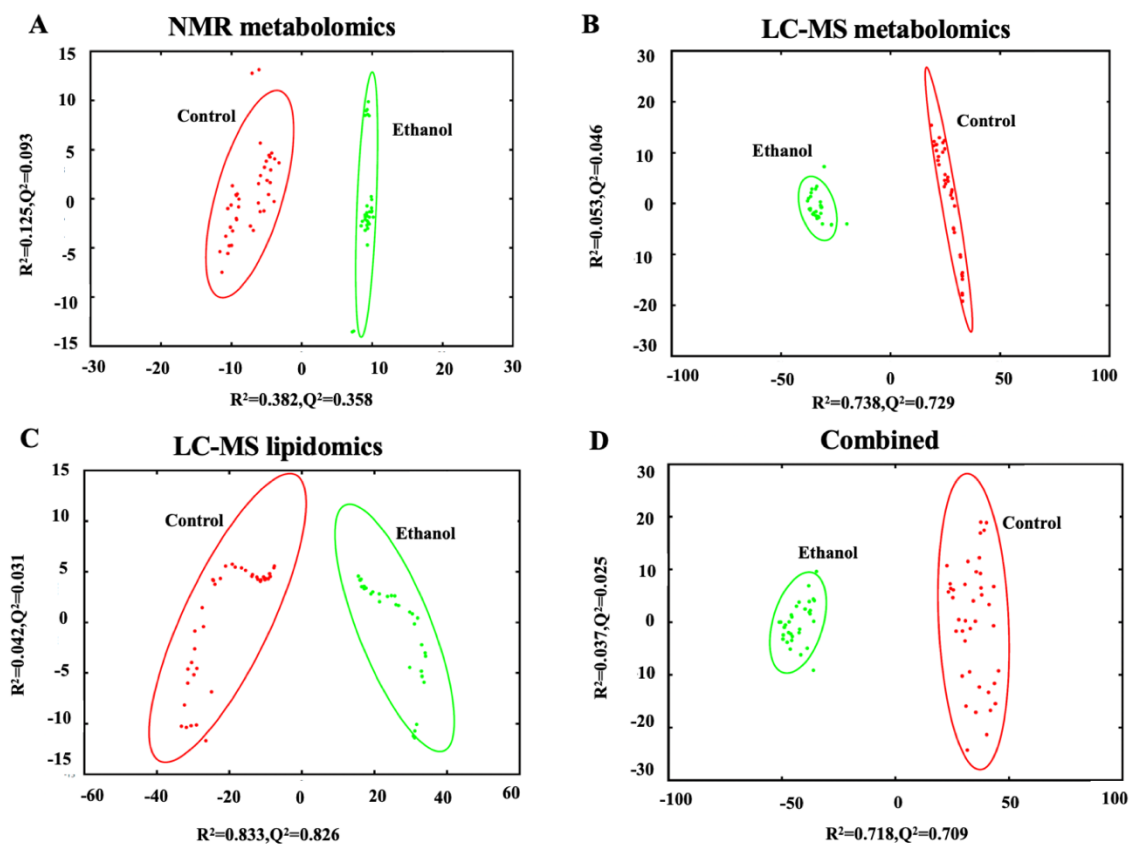 A
NMR metabolomics
15
10
5
0
-5
-10
-15
R²=0.125,Q²=0.093
Control
Ethanol
-30
-20
-10
0
10
20
30
R²=0.382,Q²=0.358
B
LC-MS metabolomics
30
20
10
0
-10
-20
-30
R²=0.053,Q²=0.046
Ethanol
Control
-100
-50
0
50
100
R²=0.738,Q²=0.729
C
LC-MS lipidomics
15
10
5
0
-5
-10
-15
R²=0.042,Q²=0.031
Control
Ethanol
-60
-40
-20
0
20
40
60
R²=0.833,Q²=0.826
D
Combined
30
20
10
0
10
-20
-30
R²=0.037,Q²=0.025
Ethanol
Control
-100
-50
0
50
100
R²=0.718,Q²=0.709